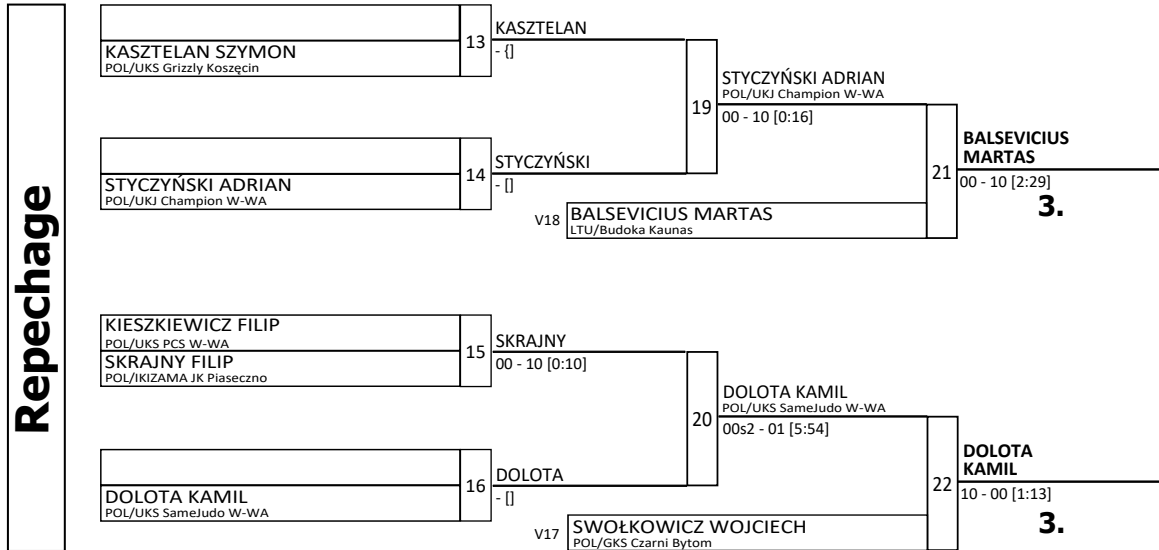 Repechage
13
KASZTELAN
- {]
KASZTELAN SZYMON
POL/UKS Grizzly Koszęcin
19
STYCZYŃSKI ADRIAN
POL/UKJ Champion W-WA
00 - 10 [0:16]
14
STYCZYŃSKI
- []
STYCZYŃSKI ADRIAN
POL/UKJ Champion W-WA
21
BALSEVICIUS
MARTAS
00 - 10 [2:29]
3.
V18
BALSEVICIUS MARTAS
LTU/Budoka Kaunas
KIESZKIEWICZ FILIP
POL/UKS PCS W-WA
15
SKRAJNY
00 - 10 [0:10]
SKRAJNY FILIP
POL/IKIZAMA JK Piaseczno
20
DOLOTA KAMIL
POL/UKS SameJudo W-WA
00s2 - 01 [5:54]
16
DOLOTA
- []
DOLOTA KAMIL
POL/UKS SameJudo W-WA
22
DOLOTA
KAMIL
10 - 00 [1:13]
3.
V17
SWOŁKOWICZ WOJCIECH
POL/GKS Czarni Bytom